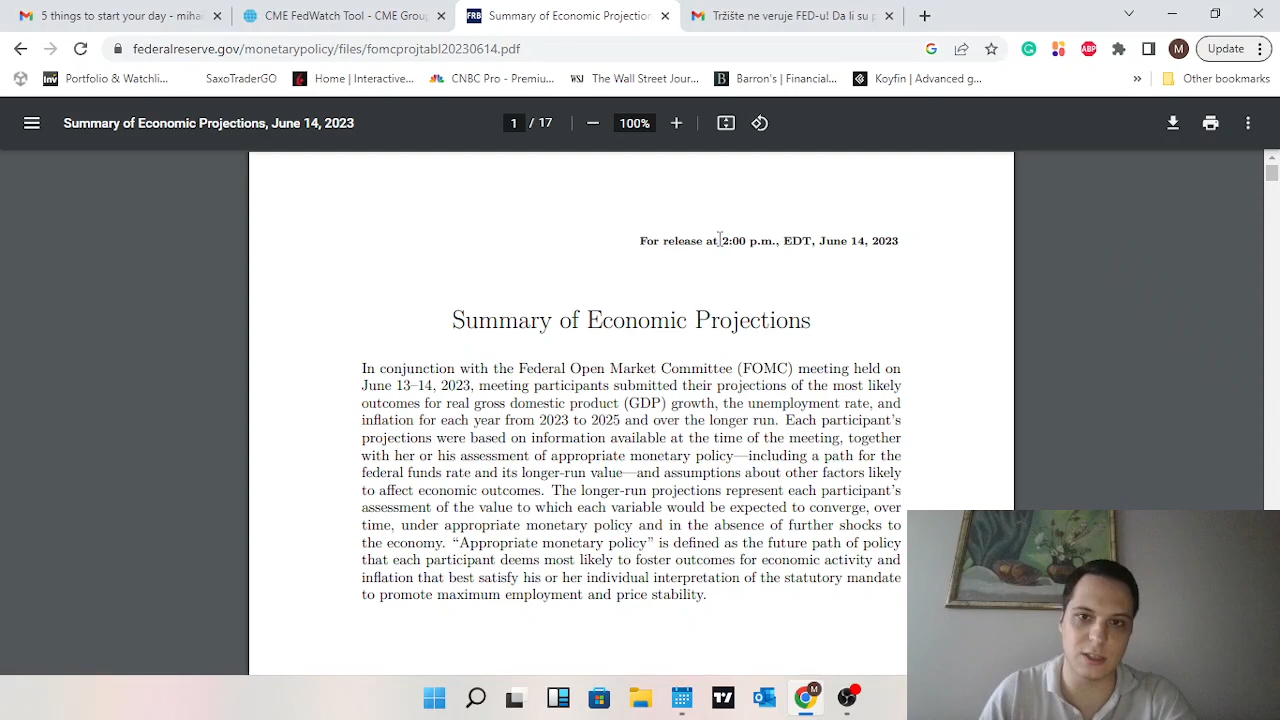 5 things to start your day - miha
CME FedWatch Tool - CME Grou
FRB
Summary of Economic Projection
Tržište ne veruje FED-u! Da li su p
federalreserve.gov/monetarypolicy/files/fomcprojtabl20230614.pdf
G
ABP
M
Update
Inv
Portfolio & Watchli...
SaxoTraderGO
Home | Interactive...
CNBC Pro - Premiu...
WSJ
The Wall Street Jour...
B
Baron's | Financial...
Koyfin | Advanced g...
»
Other bookmarks
Summary of Economic Projections, June 14, 2023
1 / 17
100%
For release at 2:00 p.m., EDT, June 14, 2023
Summary of Economic Projections
In conjunction with the Federal Open Market Committee (FOMC) meeting held on
June 13–14, 2023, meeting participants submitted their projections of the most likely
outcomes for real gross domestic product (GDP) growth, the unemployment rate, and
inflation for each year from 2023 to 2025 and over the longer run. Each participant's
projections were based on information available at the time of the meeting, together
with her or his assessment of appropriate monetary policy—including a path for the
federal funds rate and its longer-run value—and assumptions about other factors likely
to affect economic outcomes. The longer-run projections represent each participant's
assessment of the value to which each variable would be expected to converge, over
time, under appropriate monetary policy and in the absence of further shocks to
the economy. “Appropriate monetary policy” is defined as the future path of policy
that each participant deems most likely to foster outcomes for economic activity and
inflation that best satisfy his or her individual interpretation of the statutory mandate
promote maximum employment and price stability.
M